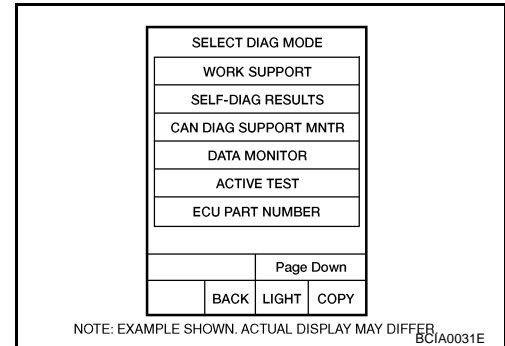 SELECT DIAG MODE
WORK SUPPORT
SELF-DIAG RESULTS
CAN DIAG SUPPORT MNTR
DATA MONITOR
ACTIVE TEST
ECU PART NUMBER
Page Down
BACK LIGHT COPY
NOTE: EXAMPLE SHOWN. ACTUAL DISPLAY MAY DIFFER.
BCIA0031E